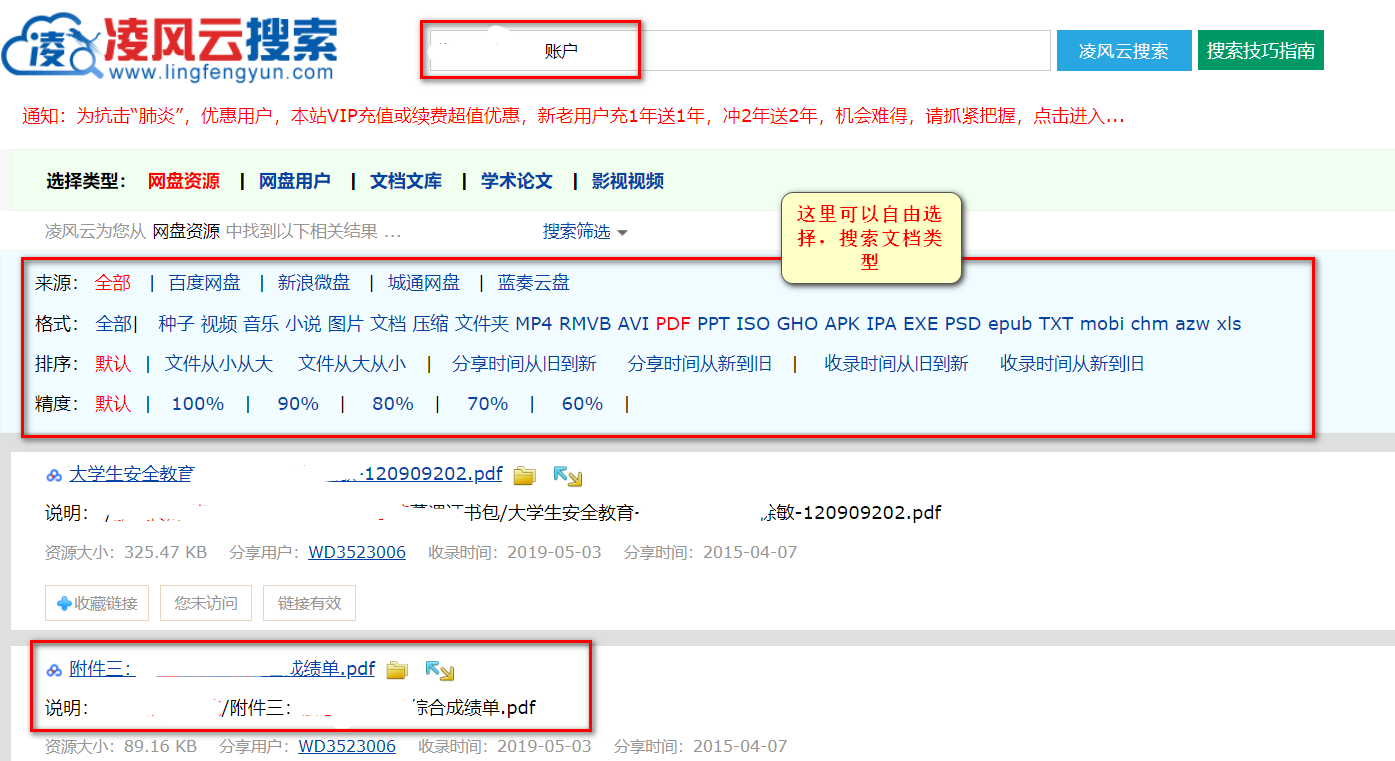 凌风云搜索
www.lingfengyun.com
账户
凌风云搜索
搜索技巧指南
通知：为抗击“肺炎”，优惠用户，本站VIP充值或续费超值优惠，新老用户充1年送1年，冲2年送2年，机会难得，请抓紧把握，点击进入...
选择类型： 网盘资源 | 网盘用户 | 文档文库 | 学术论文 | 影视视频
凌风云为您从 网盘资源 中找到以下相关结果 ... 搜索筛选
这里可以自由选
择，搜索文档类
型
来源： 全部 | 百度网盘 | 新浪微盘 | 城通网盘 | 蓝奏云盘
格式： 全部| 种子 视频 音乐 小说 图片 文档 压缩 文件夹 MP4 RMVB AVI PDF PPT ISO GHO APK IPA EXE PSD epub TXT mobi chm azw xls
排序： 默认 | 文件从小从大 文件从大从小 | 分享时间从旧到新 分享时间从新到旧 | 收录时间从旧到新 收录时间从新到旧
精度： 默认 | 100% | 90% | 80% | 70% | 60% |
大学生安全教育 -120909202.pdf
说明： / 证书包/大学生安全教育- 敏-120909202.pdf
资源大小：325.47 KB 分享用户：WD3523006 收录时间：2019-05-03 分享时间：2015-04-07
收藏链接 您未访问 链接有效
附件三： 成绩单.pdf
说明： /附件三： 综合成绩单.pdf
资源大小：89.16 KB 分享用户：WD3523006 收录时间：2019-05-03 分享时间：2015-04-07